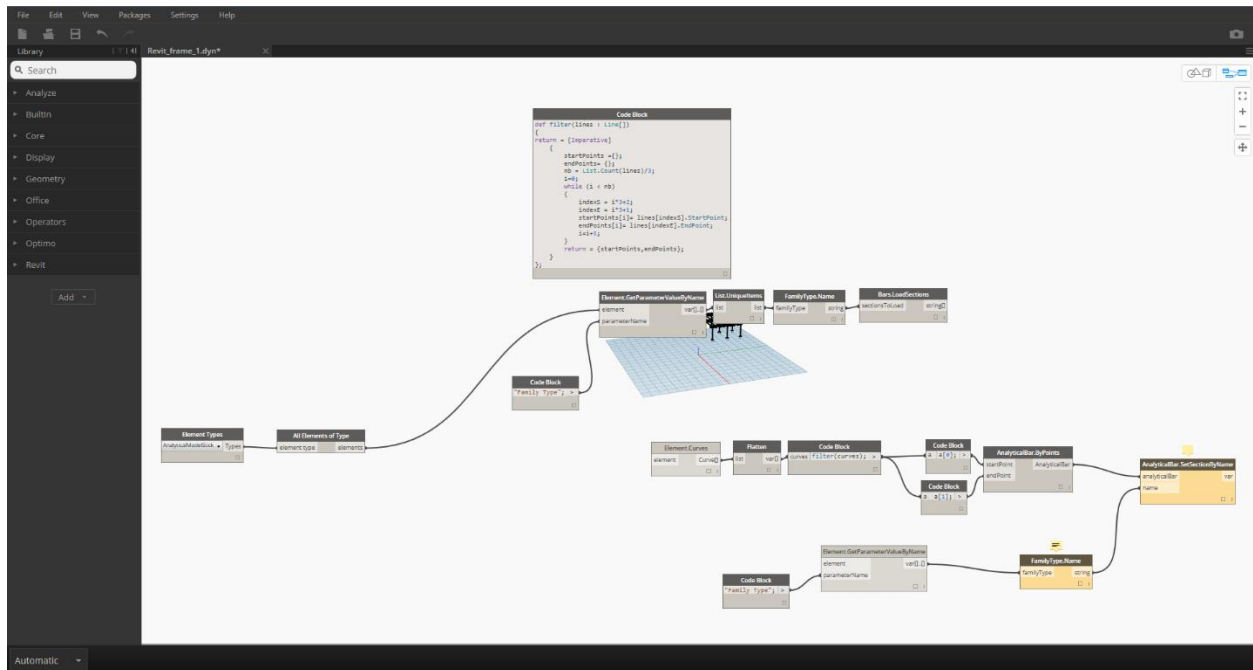 File Edit View Packages Settings Help
Library
Revit_frame_1.dyn*
Search
Analyze
BuiltIn
Core
Display
Geometry
Office
Operators
Optimo
Revit
Add
Code Block
def filter(lines : Line[])
{
return = [Imperative]
{
startPoints ={};
endPoints= {};
nb = List.Count(lines)/3;
i=0;
while (i < nb)
{
indexS = i*3+2;
indexE = i*3+1;
startPoints[i]= lines[indexS].StartPoint;
endPoints[i]= lines[indexE].EndPoint;
i=i+1;
}
return = {startPoints,endPoints};
}
};
Element.GetParameterValueByName
element var[]..[]
parameterName
List.UniqueItems
list list
FamilyType.Name
familyType string
Bars.LoadSections
sectionsToLoad string[]
Code Block
"Family Type"; >
Element Types
Types
All Elements of Type
element type elements
Element.Curves
element Curve[]
Flatten
list var[]
Code Block
curves filter(curves); >
Code Block
a a[0]; >
Code Block
a a[1]; >
AnalyticalBar.ByPoints
startPoint AnalyticalBar
endPoint
AnalyticalBar.SetSectionByName
analyticalBar var
name
Element.GetParameterValueByName
element var[]..[]
parameterName
Code Block
"Family Type"; >
FamilyType.Name
familyType string
Automatic